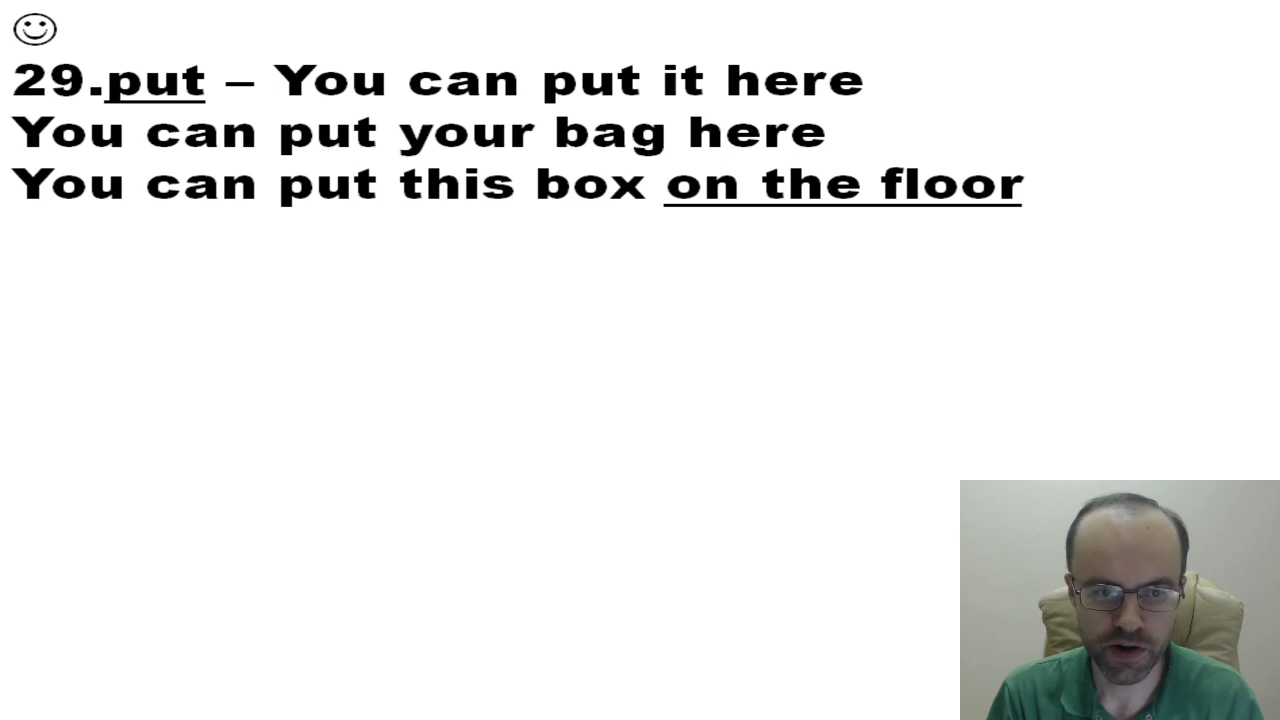 29.put – You can put it here
You can put your bag here
You can put this box on the floor